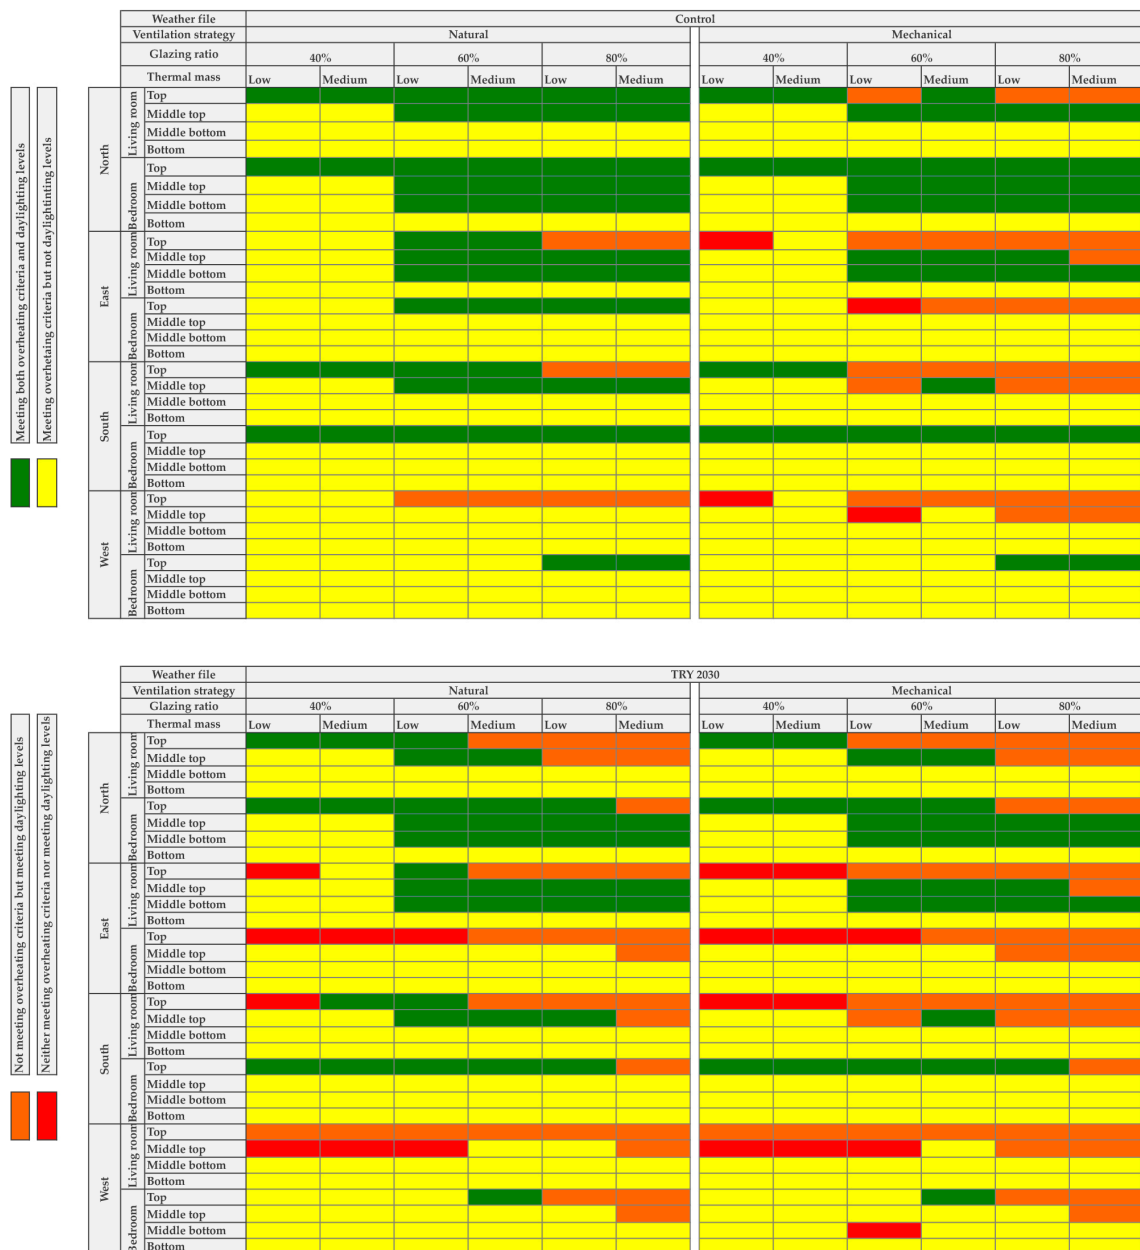 Weather file Control
Ventilation strategy Natural Mechanical
Glazing ratio 40% 60% 80% 40% 60% 80%
Thermal mass Low Medium Low Medium Low Medium Low Medium Low Medium Low Medium
North
Living room
Top
Middle top
Middle bottom
Bottom
Bedroom
Top
Middle top
Middle bottom
Bottom
East
Living room
Top
Middle top
Middle bottom
Bottom
Bedroom
Top
Middle top
Middle bottom
Bottom
South
Living room
Top
Middle top
Middle bottom
Bottom
Bedroom
Top
Middle top
Middle bottom
Bottom
West
Living room
Top
Middle top
Middle bottom
Bottom
Bedroom
Top
Middle top
Middle bottom
Bottom
Meeting both overheating criteria and daylighting levels
Meeting overhetaing criteria but not daylightinting levels
Weather file TRY 2030
Ventilation strategy Natural Mechanical
Glazing ratio 40% 60% 80% 40% 60% 80%
Thermal mass Low Medium Low Medium Low Medium Low Medium Low Medium Low Medium
North
Living room
Top
Middle top
Middle bottom
Bottom
Bedroom
Top
Middle top
Middle bottom
Bottom
East
Living room
Top
Middle top
Middle bottom
Bottom
Bedroom
Top
Middle top
Middle bottom
Bottom
South
Living room
Top
Middle top
Middle bottom
Bottom
Bedroom
Top
Middle top
Middle bottom
Bottom
West
Living room
Top
Middle top
Middle bottom
Bottom
Bedroom
Top
Middle top
Middle bottom
Bottom
Not meeting overheating criteria but meeting daylighting levels
Neither meeting overheating criteria nor meeting daylighting levels